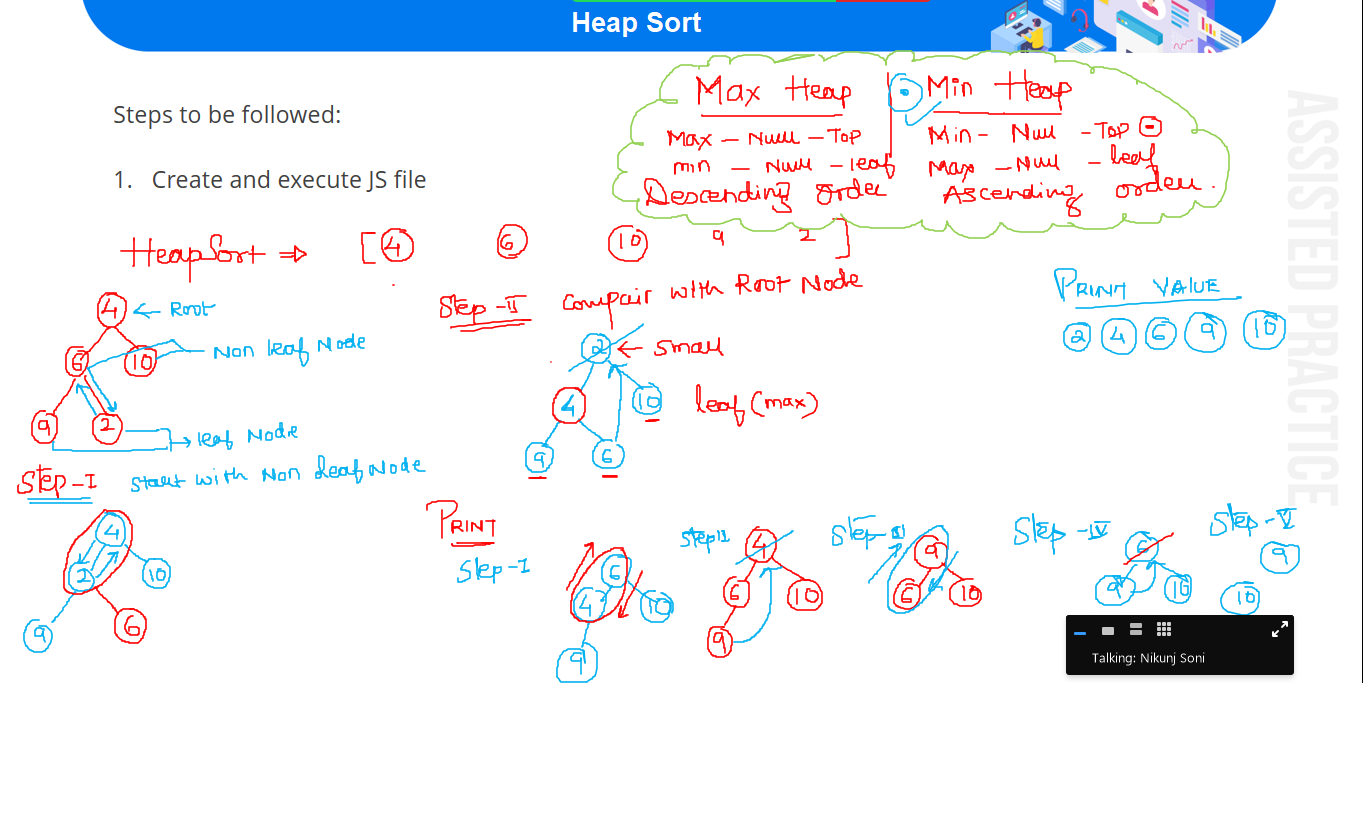 Heap Sort
Max Heap
Min Heap
Max - Null - Top
Min - Null - Top
min - Null - leaf
Max - Null - leaf
Descending order
Ascending order.
Steps to be followed:
1. Create and execute JS file
HeapSort ⇒ [4 6 10 9 2]
Step-II Compair with Root Node
PRINT VALUE
2 4 6 9 10
4 ← Root
6 10
Non leaf Node
9 2
leaf Node
2 ← small
4 10
leaf (max)
9 6
Step-I Start with Non Leaf Node
4
2 10
9 6
PRINT
Step-I
6
4 10
9
Step II
4
6 10
9
Step-III
9
6 10
Step-IV
6
9 10
Step-V
9
10
Talking: Nikunj Soni
ASSISTED PRACTICE